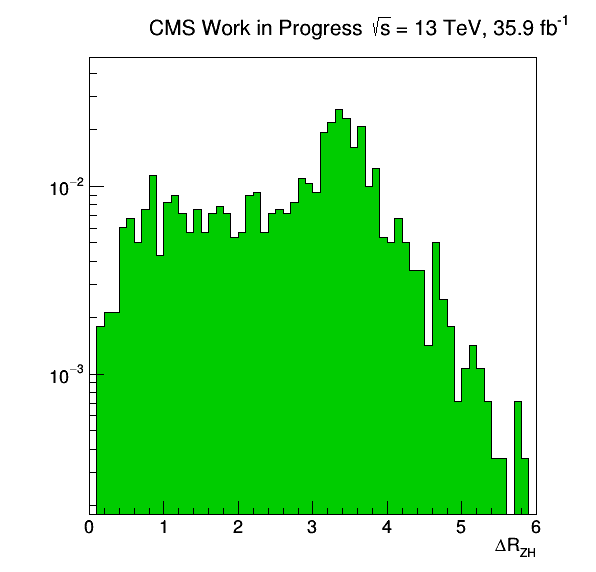 CMS Work in Progress √s = 13 TeV, 35.9 fb⁻¹
10⁻²
10⁻³
0 1 2 3 4 5 6
ΔR_ZH